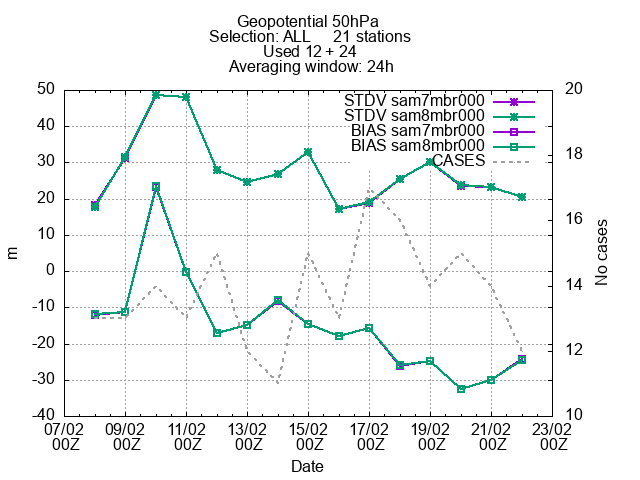 Geopotential 50hPa
Selection: ALL 21 stations
Used 12 + 24
Averaging window: 24h
STDV sam7mbr000
STDV sam8mbr000
BIAS sam7mbr000
BIAS sam8mbr000
CASES
50
40
30
20
10
0
-10
-20
-30
-40
m
20
18
16
14
12
10
No cases
07/02 09/02 11/02 13/02 15/02 17/02 19/02 21/02 23/02
00Z 00Z 00Z 00Z 00Z 00Z 00Z 00Z 00Z
Date